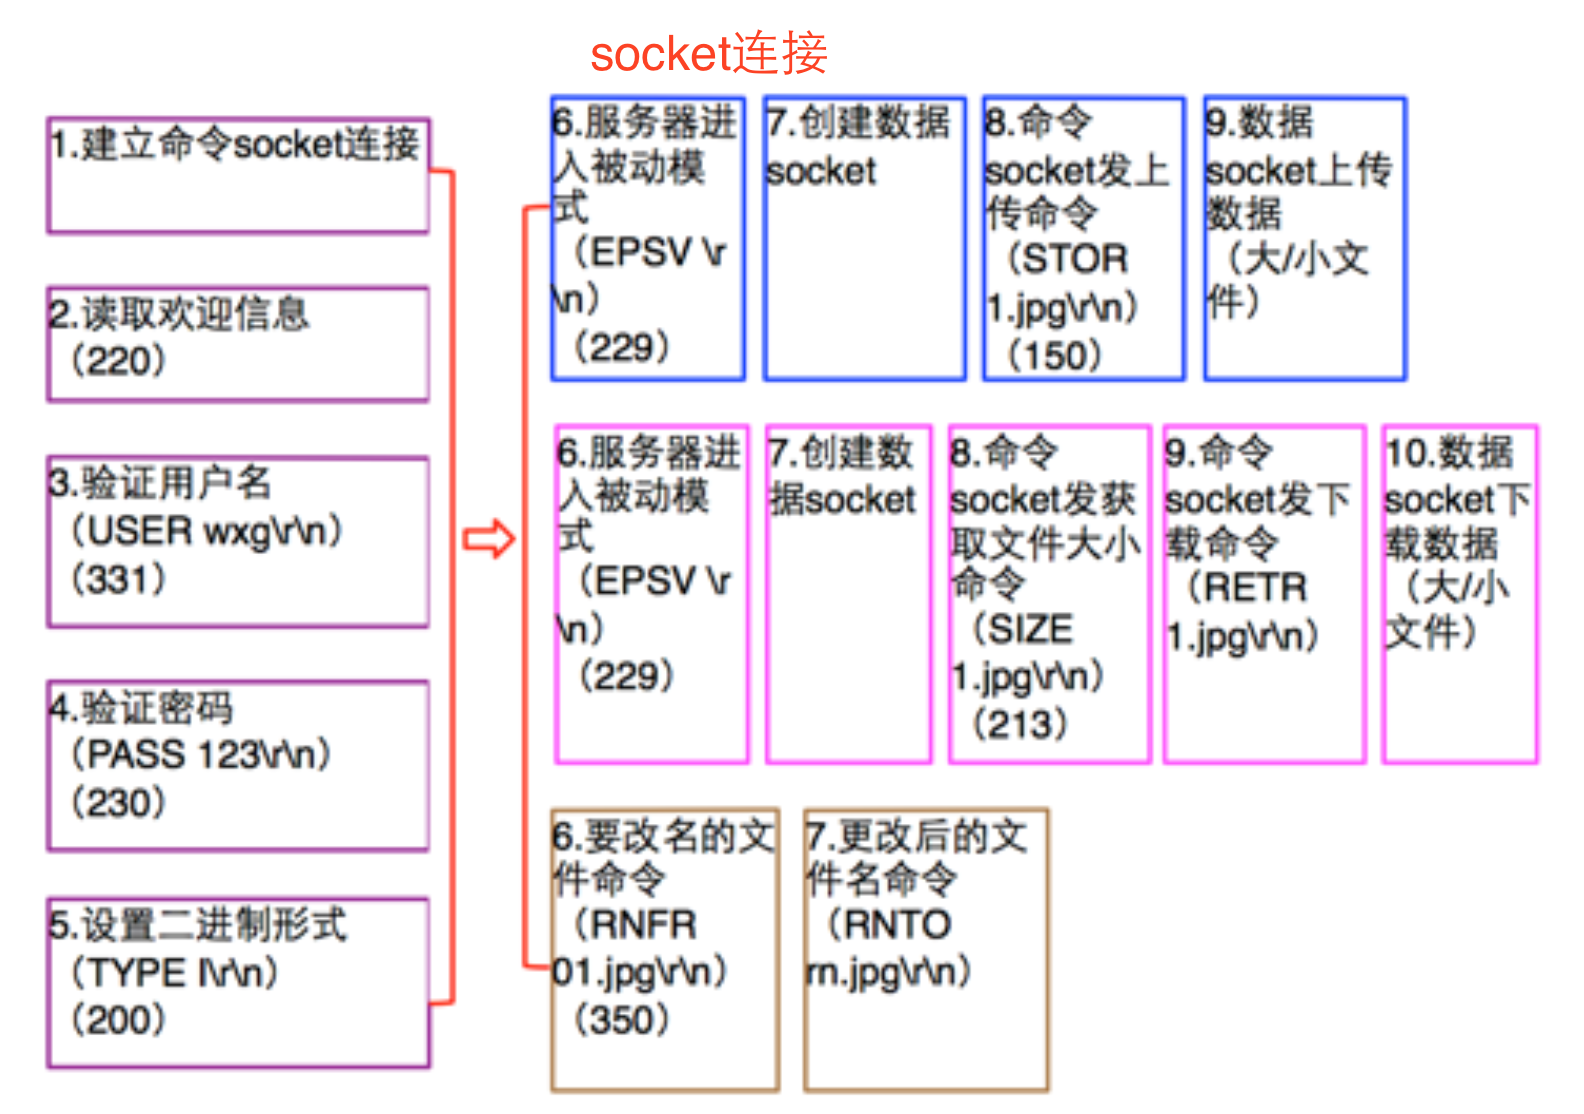 socket连接
1.建立命令socket连接
2.读取欢迎信息
（220）
3.验证用户名
（USER wxg\r\n）
（331）
4.验证密码
（PASS 123\r\n）
（230）
5.设置二进制形式
（TYPE I\r\n）
（200）
6.服务器进
入被动模
式
（EPSV \r
\n）
（229）
7.创建数据
socket
8.命令
socket发上
传命令
（STOR
1.jpg\r\n）
（150）
9.数据
socket上传
数据
（大/小文
件）
6.服务器进
入被动模
式
（EPSV \r
\n）
（229）
7.创建数
据socket
8.命令
socket发获
取文件大小
命令
（SIZE
1.jpg\r\n）
（213）
9.命令
socket发下
载命令
（RETR
1.jpg\r\n）
10.数据
socket下
载数据
（大/小
文件）
6.要改名的文
件命令
（RNFR
01.jpg\r\n）
（350）
7.更改后的文
件名命令
（RNTO
rn.jpg\r\n）